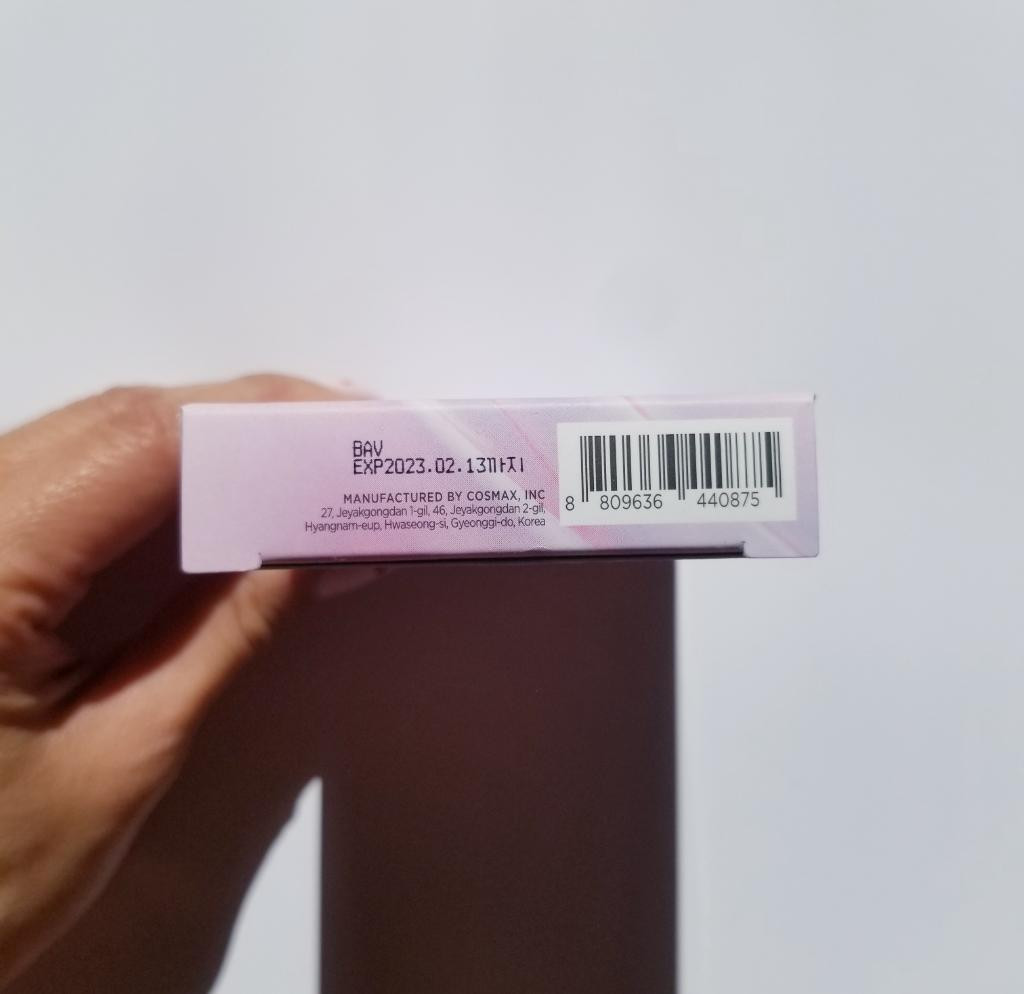 BAV
EXP2023.02.13까지
MANUFACTURED BY COSMAX, INC
27, Jeyakgongdan 1-gil, 46, Jeyakgongdan 2-gil,
Hyangnam-eup, Hwaseong-si, Gyeonggi-do, Korea
8 809636 440875